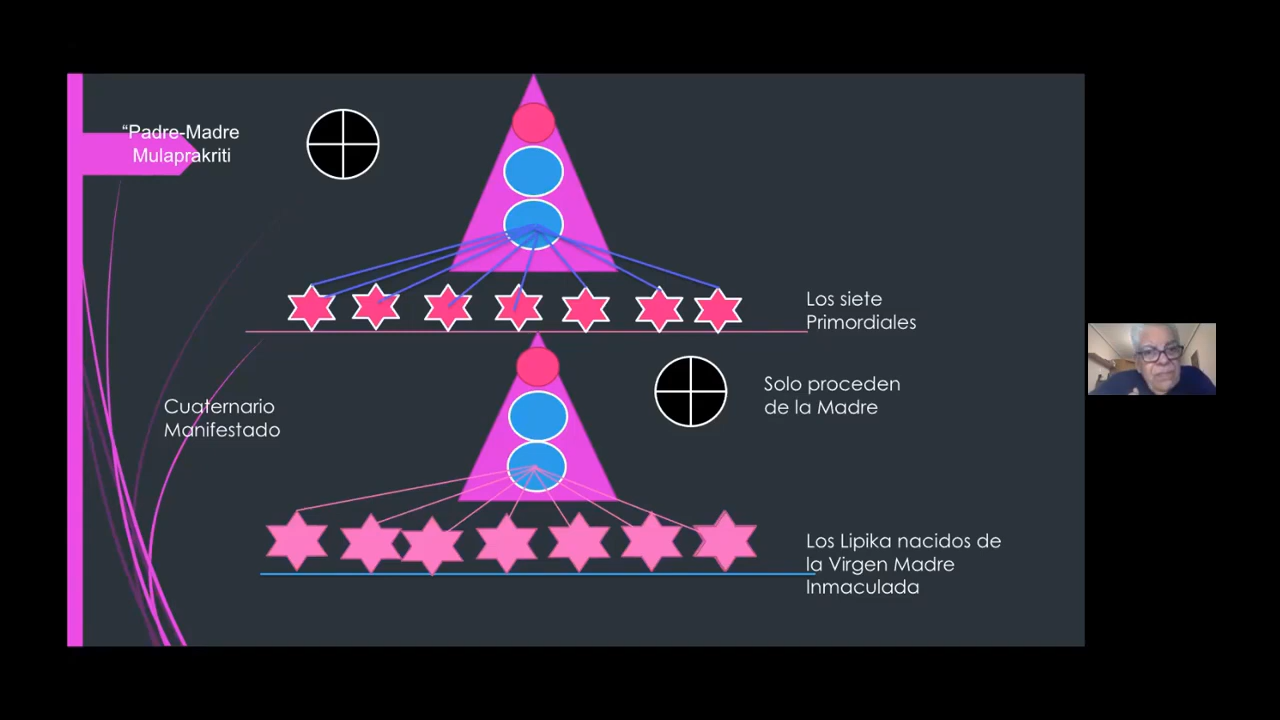 “Padre-Madre
Mulaprakriti
Los siete
Primordiales
Solo proceden
de la Madre
Cuaternario
Manifestado
Los Lipika nacidos de
la Virgen Madre
Inmaculada